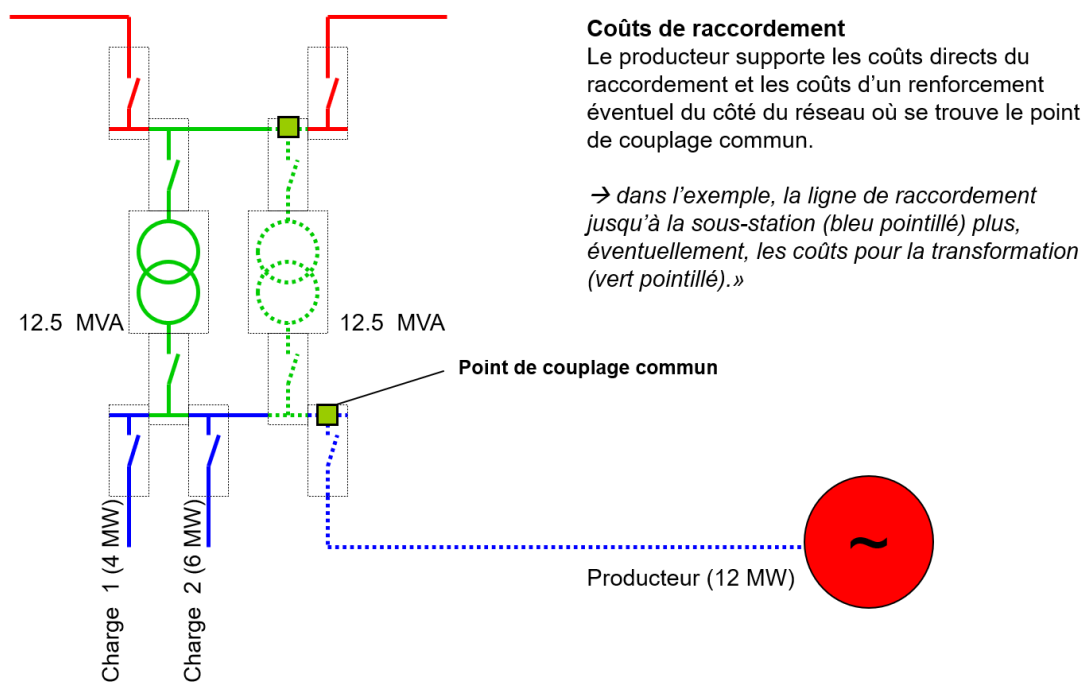 Coûts de raccordement
Le producteur supporte les coûts directs du
raccordement et les coûts d'un renforcement
éventuel du côté du réseau où se trouve le point
de couplage commun.
→ dans l'exemple, la ligne de raccordement
jusqu'à la sous-station (bleu pointillé) plus,
éventuellement, les coûts pour la transformation
(vert pointillé).»
12.5 MVA
12.5 MVA
Point de couplage commun
Charge 1 (4 MW)
Charge 2 (6 MW)
~
Producteur (12 MW)